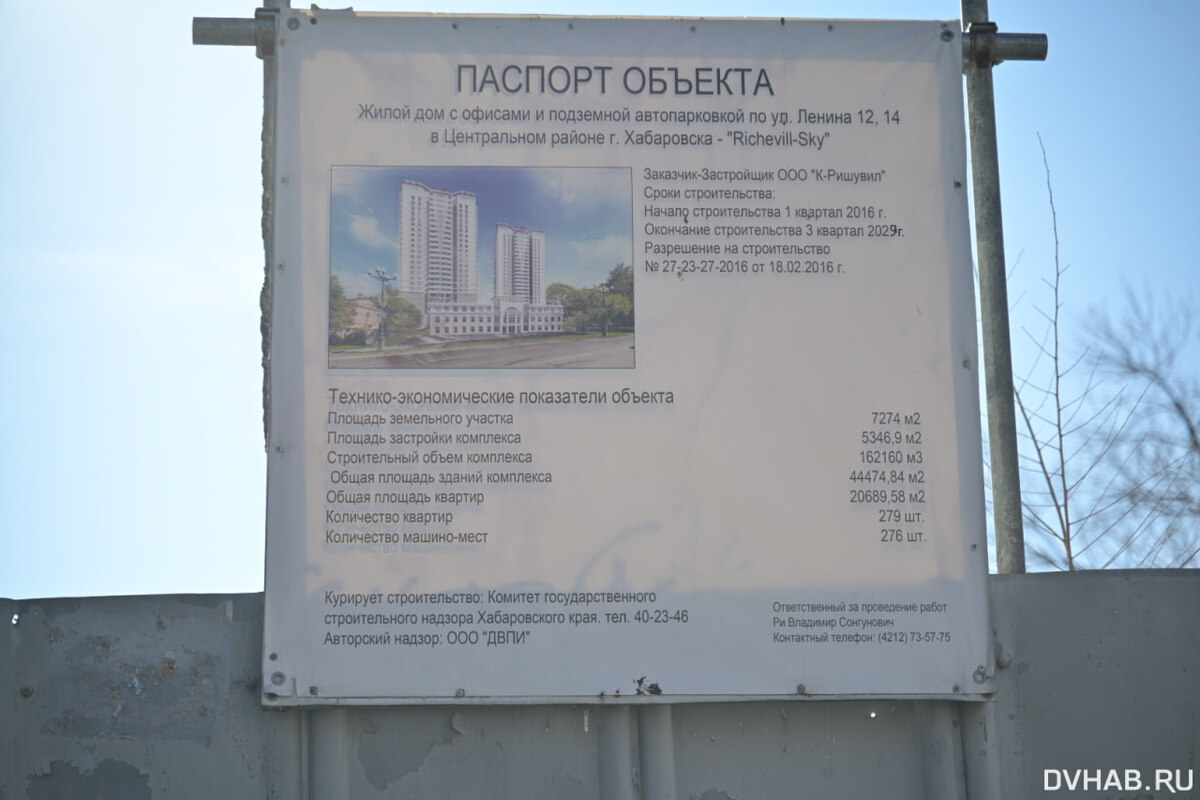 ПАСПОРТ ОБЪЕКТА
Жилой дом с офисами и подземной автопарковкой по ул. Ленина 12, 14
в Центральном районе г. Хабаровска - "Richevill-Sky"
Заказчик-Застройщик ООО "К-Ришувил"
Сроки строительства:
Начало строительства 1 квартал 2016 г.
Окончание строительства 3 квартал 2029г.
Разрешение на строительство
№ 27-23-27-2016 от 18.02.2016 г.
Технико-экономические показатели объекта
Площадь земельного участка 7274 м2
Площадь застройки комплекса 5346,9 м2
Строительный объем комплекса 162160 м3
Общая площадь зданий комплекса 44474,84 м2
Общая площадь квартир 20689,58 м2
Количество квартир 279 шт.
Количество машино-мест 276 шт.
Курирует строительство: Комитет государственного
строительного надзора Хабаровского края. тел. 40-23-46
Авторский надзор: ООО "ДВПИ"
Ответственный за проведение работ
Ри Владимир Сонгунович
Контактный телефон: (4212) 73-57-75
DVHAB.RU